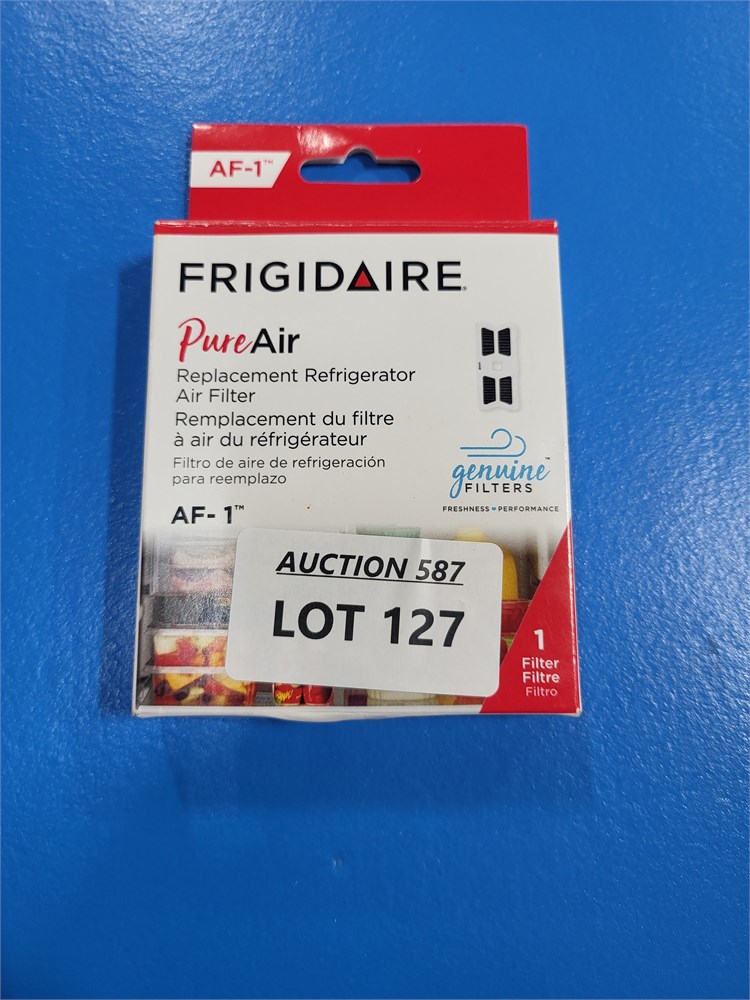 AF-1™
FRIGIDAIRE®
PureAir
Replacement Refrigerator
Air Filter
Remplacement du filtre
à air du réfrigérateur
Filtro de aire de refrigeración
para reemplazo
AF- 1™
genuine™
FILTERS
FRESHNESS PERFORMANCE
AUCTION 587
LOT 127
1
Filter
Filtre
Filtro